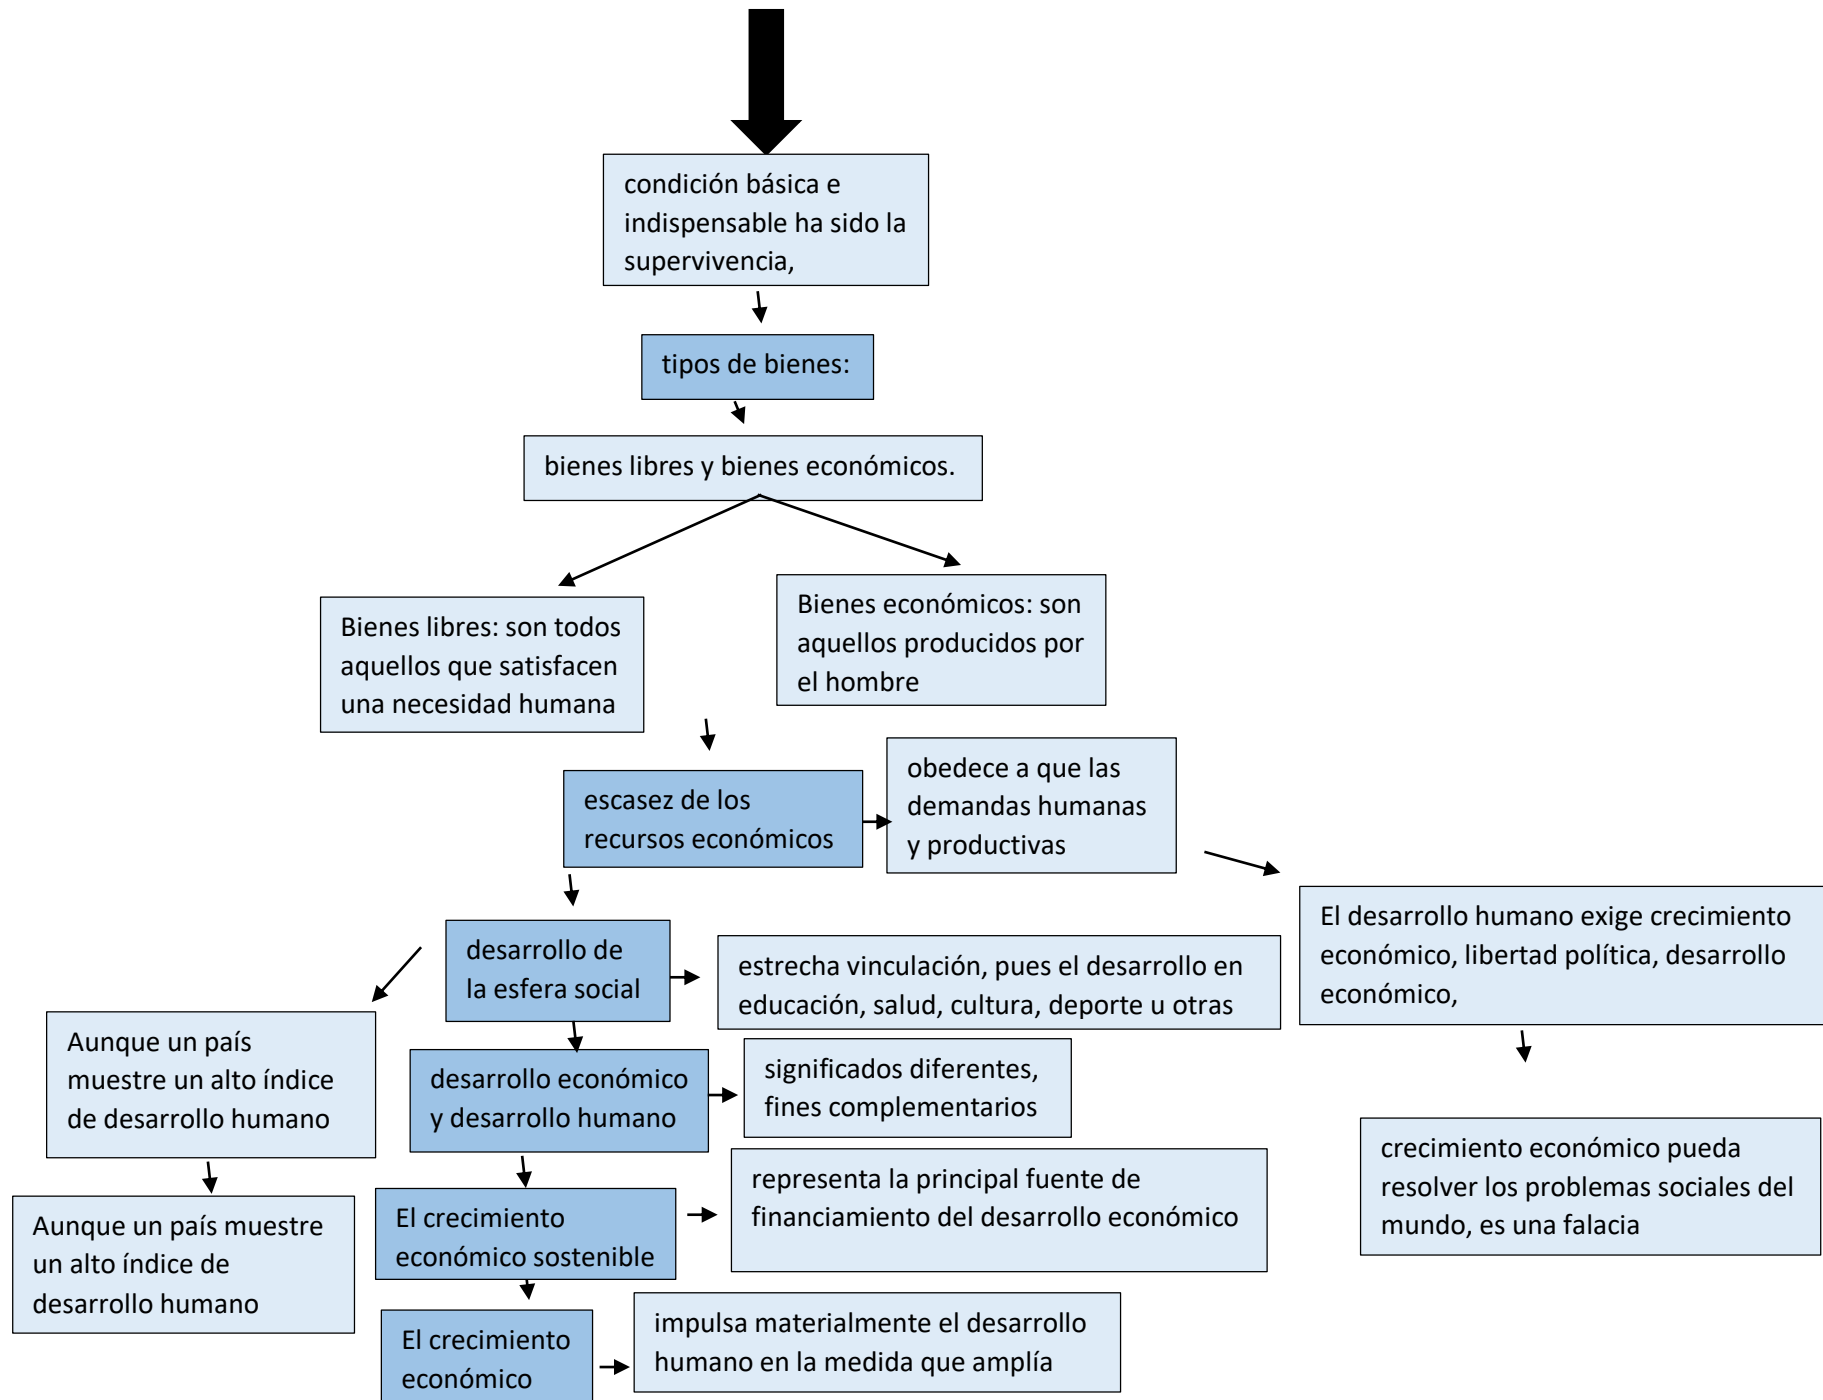 condición básica e
indispensable ha sido la
supervivencia,
tipos de bienes:
bienes libres y bienes económicos.
Bienes libres: son todos
aquellos que satisfacen
una necesidad humana
Bienes económicos: son
aquellos producidos por
el hombre
escasez de los
recursos económicos
obedece a que las
demandas humanas
y productivas
El desarrollo humano exige crecimiento
económico, libertad política, desarrollo
económico,
desarrollo de
la esfera social
estrecha vinculación, pues el desarrollo en
educación, salud, cultura, deporte u otras
Aunque un país
muestre un alto índice
de desarrollo humano
desarrollo económico
y desarrollo humano
significados diferentes,
fines complementarios
crecimiento económico pueda
resolver los problemas sociales del
mundo, es una falacia
Aunque un país muestre
un alto índice de
desarrollo humano
El crecimiento
económico sostenible
representa la principal fuente de
financiamiento del desarrollo económico
El crecimiento
económico
impulsa materialmente el desarrollo
humano en la medida que amplía